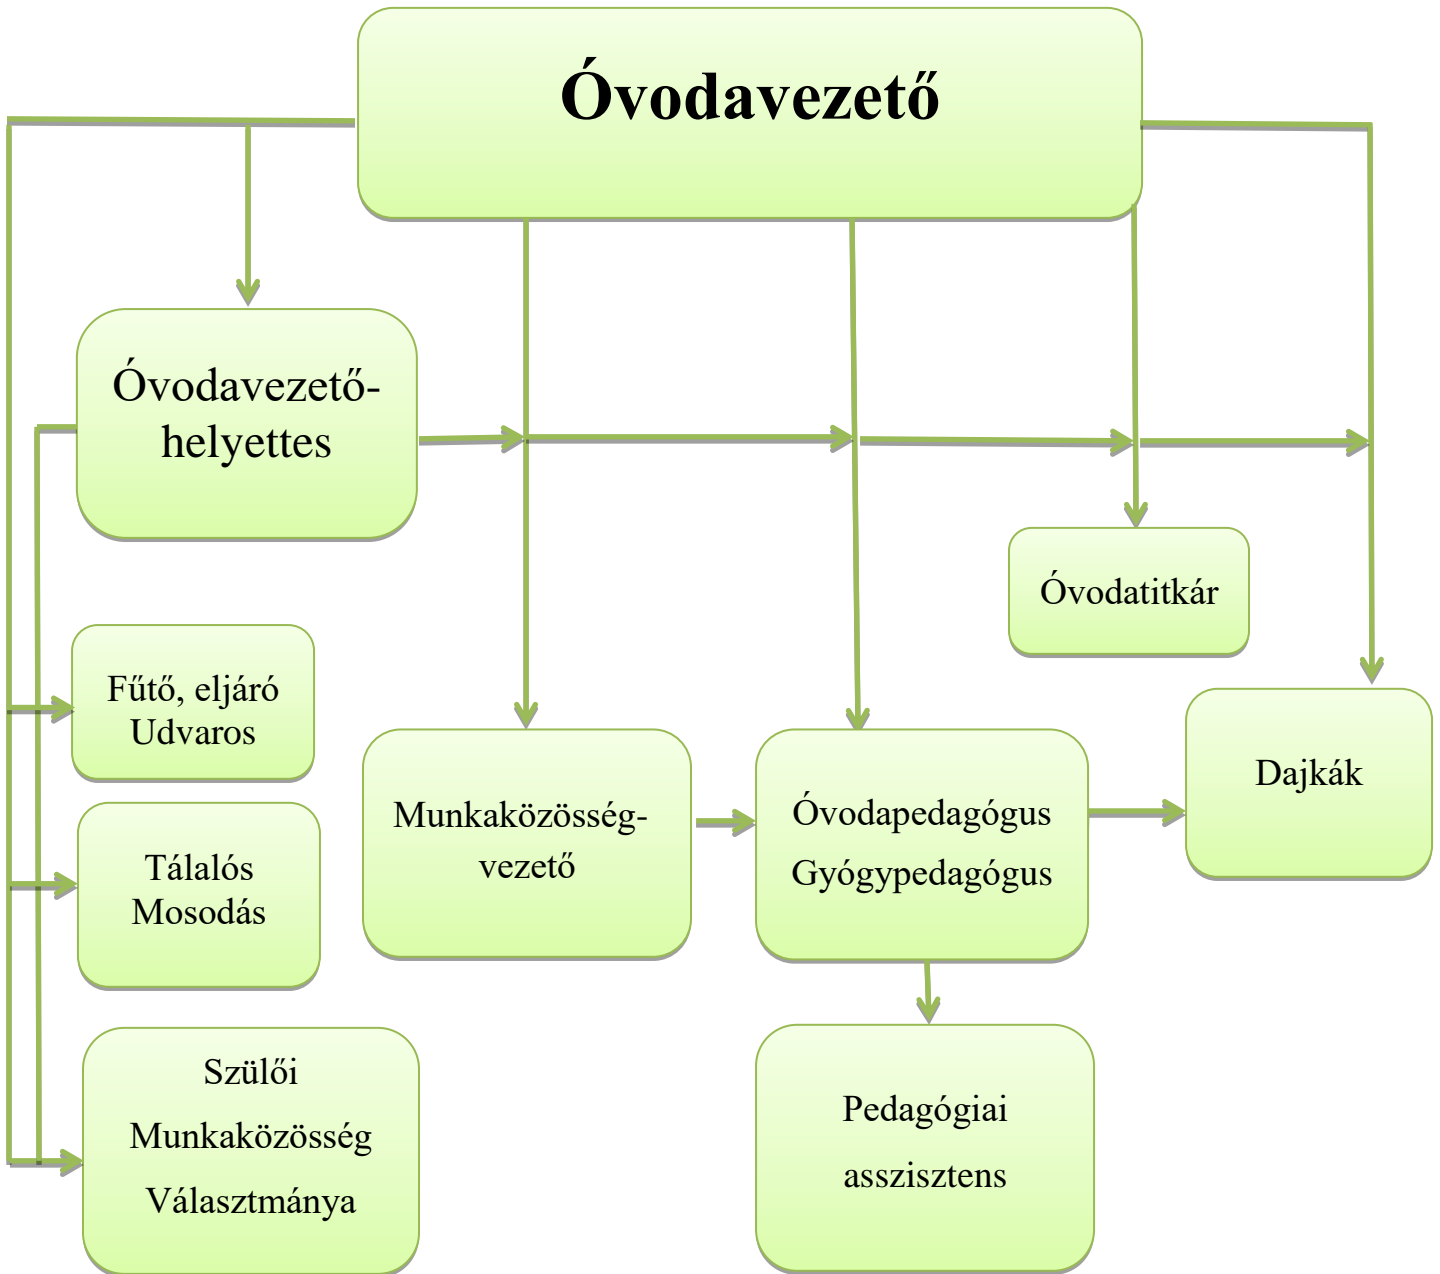 Óvodavezető
Óvodavezető-
helyettes
Óvodatitkár
Fűtő, eljáró
Udvaros
Munkaközösség-
vezető
Óvodapedagógus
Gyógypedagógus
Dajkák
Tálalós
Mosodás
Szülői
Munkaközösség
Választmánya
Pedagógiai
asszisztens